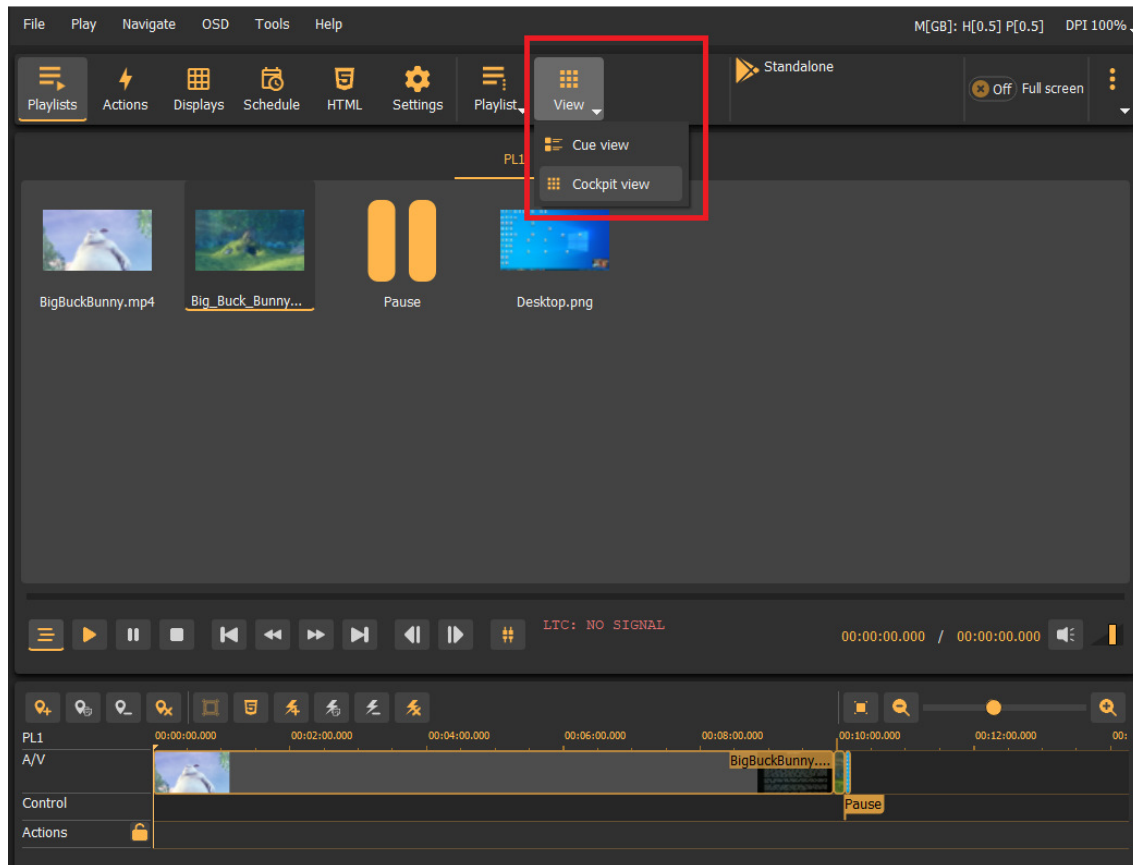 File Play Navigate OSD Tools Help M[GB]: H[0.5] P[0.5] DPI 100%
Standalone
Off Full screen
Playlists Actions Displays Schedule HTML Settings Playlist View
Cue view
PL1
Cockpit view
BigBuckBunny.mp4 Big_Buck_Bunny... Pause Desktop.png
LTC: NO SIGNAL
00:00:00.000 / 00:00:00.000
PL1 00:00:00.000 00:02:00.000 00:04:00.000 00:06:00.000 00:08:00.000 00:10:00.000 00:12:00.000 00:
A/V BigBuckBunny....
Control Pause
Actions